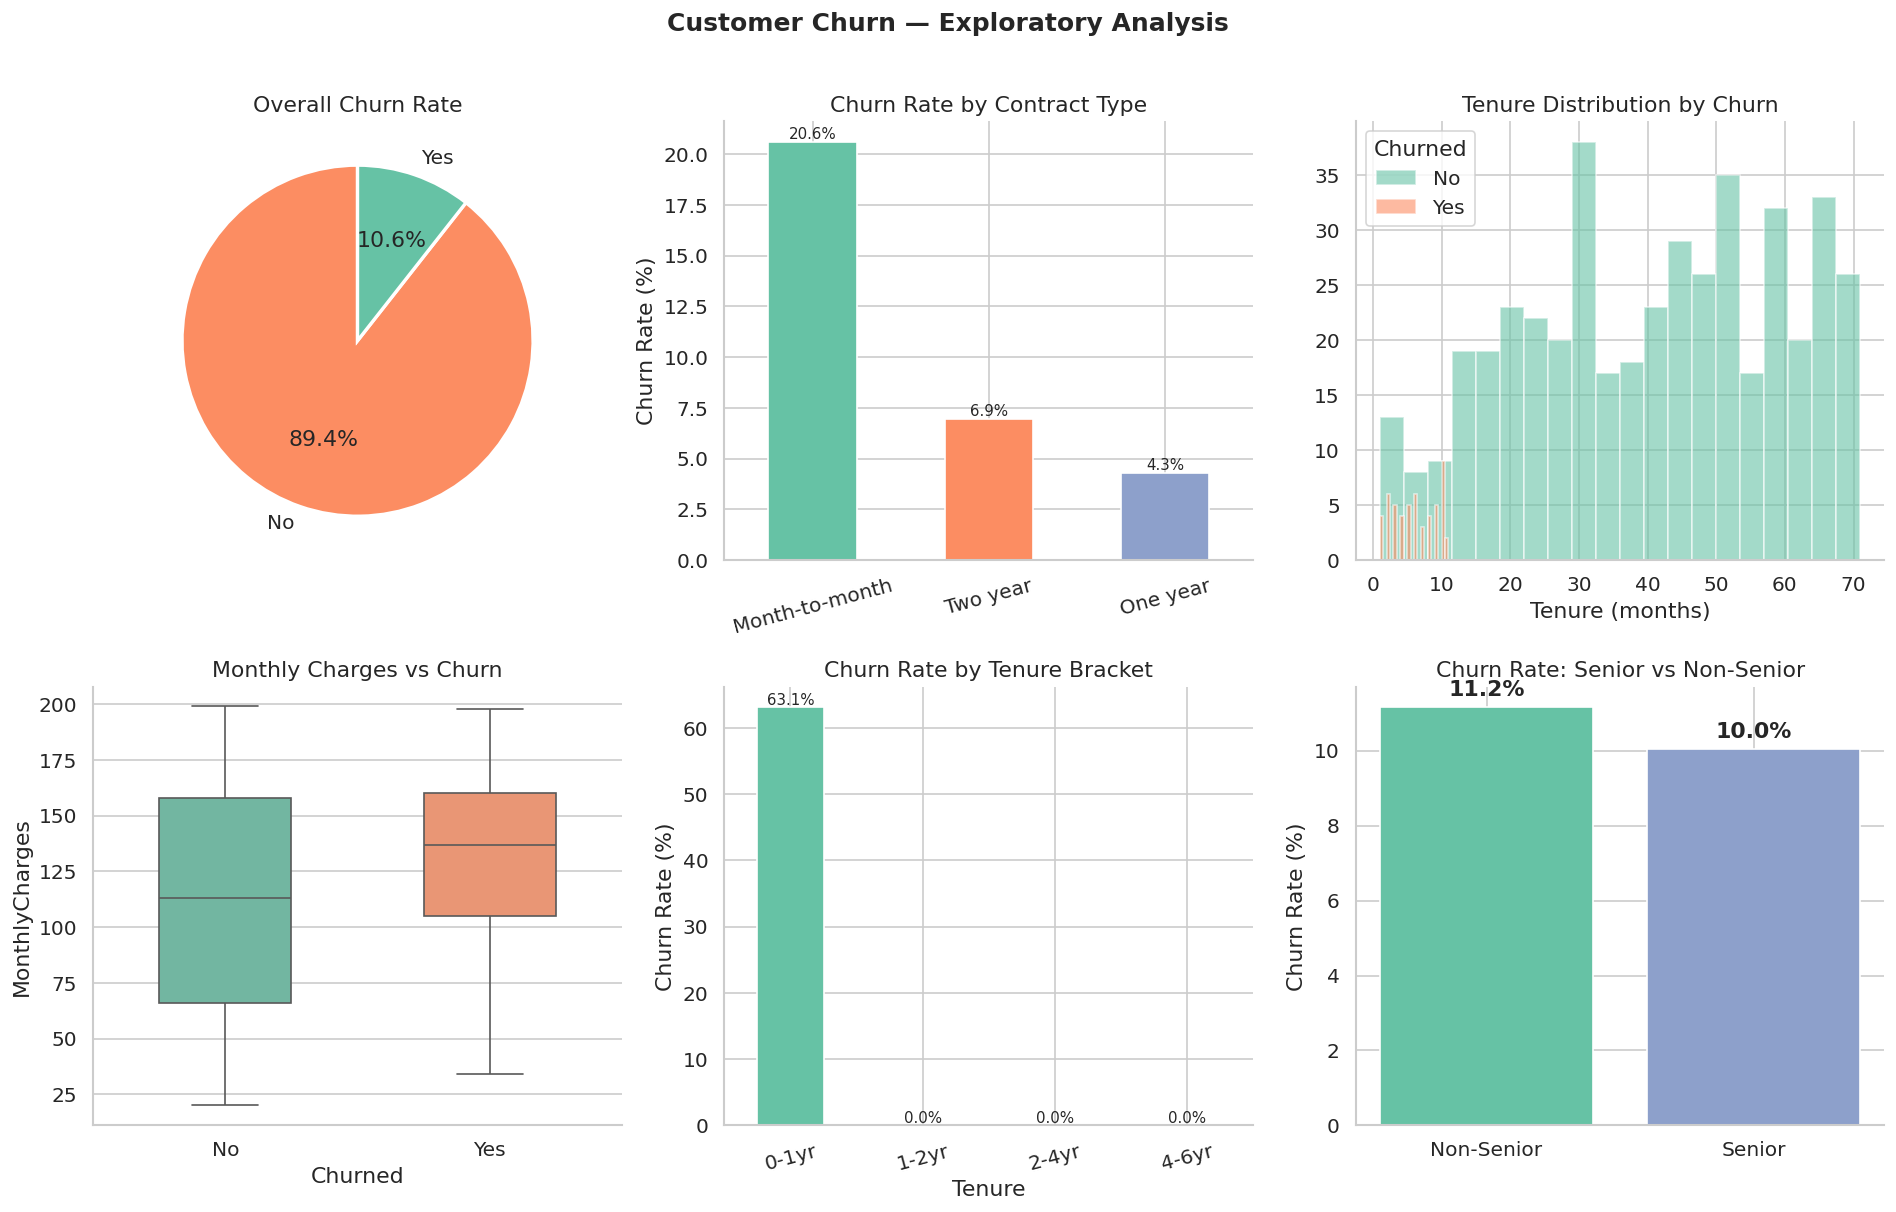 Customer Churn — Exploratory Analysis
Overall Churn Rate
Yes
10.6%
89.4%
No
Churn Rate by Contract Type
Churn Rate (%)
20.0
17.5
15.0
12.5
10.0
7.5
5.0
2.5
0.0
20.6%
6.9%
4.3%
Month-to-month
Two year
One year
Tenure Distribution by Churn
Churned
No
Yes
35
30
25
20
15
10
5
0
0 10 20 30 40 50 60 70
Tenure (months)
Monthly Charges vs Churn
MonthlyCharges
200
175
150
125
100
75
50
25
No Yes
Churned
Churn Rate by Tenure Bracket
Churn Rate (%)
60
50
40
30
20
10
0
63.1%
0.0%
0.0%
0.0%
0-1yr
1-2yr
2-4yr
4-6yr
Tenure
Churn Rate: Senior vs Non-Senior
Churn Rate (%)
11.2%
10.0%
10
8
6
4
2
0
Non-Senior
Senior